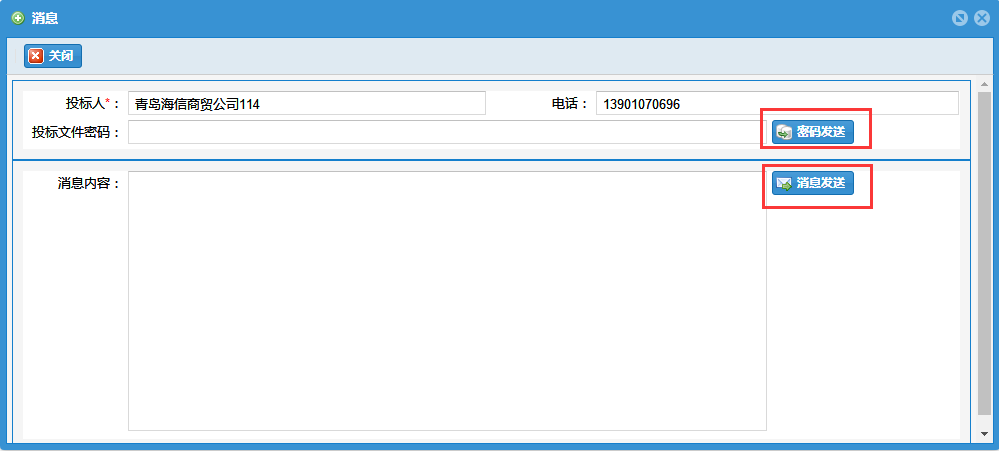 消息
关闭
投标人*： 青岛海信商贸公司114 电话： 13901070696
投标文件密码： 密码发送
消息内容： 消息发送